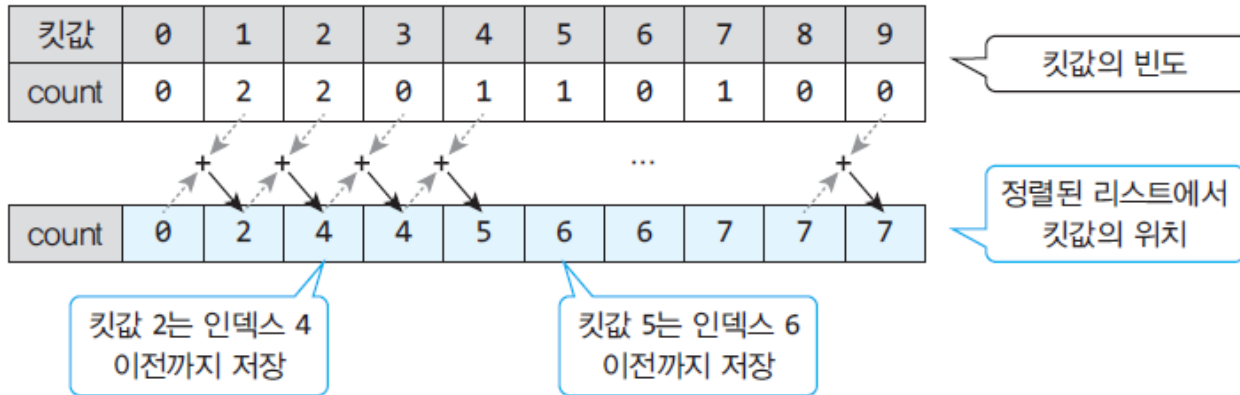 킷값 0 1 2 3 4 5 6 7 8 9
count 0 2 2 0 1 1 0 1 0 0
킷값의 빈도
+ + + + ... +
count 0 2 4 4 5 6 6 7 7 7
정렬된 리스트에서
킷값의 위치
킷값 2는 인덱스 4
이전까지 저장
킷값 5는 인덱스 6
이전까지 저장